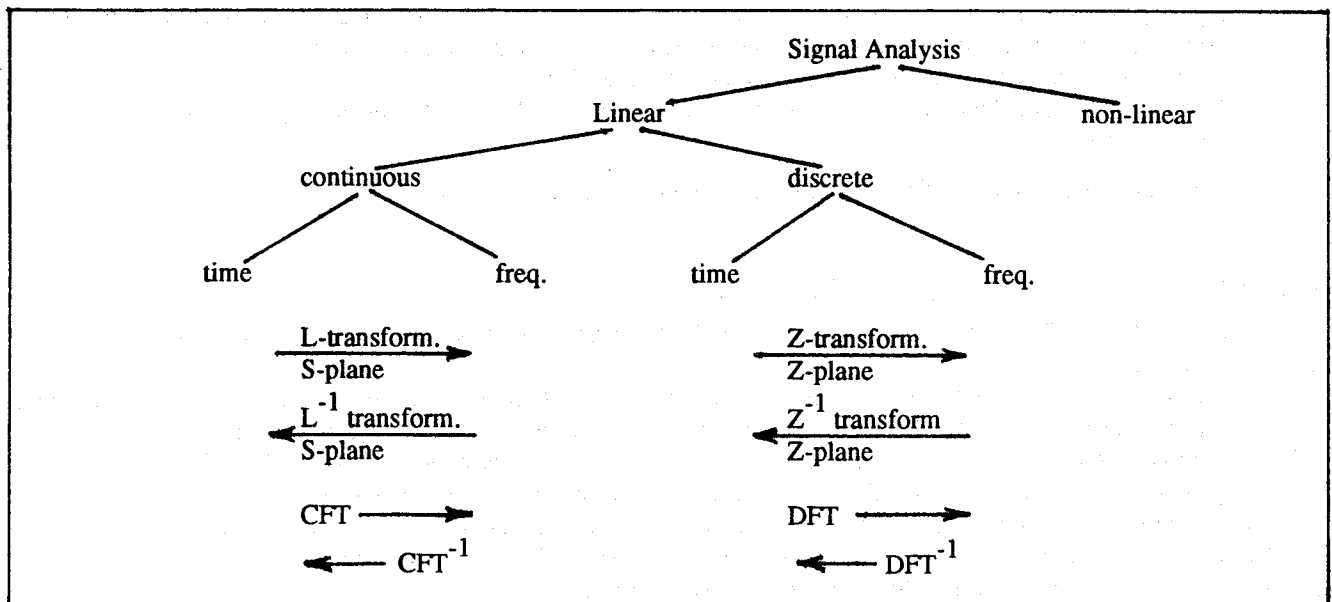 Signal Analysis
Linear
non-linear
continuous
discrete
time
freq.
time
freq.
L-transform.
S-plane
Z-transform.
Z-plane
L⁻¹ transform.
S-plane
Z⁻¹ transform
Z-plane
CFT
DFT
CFT⁻¹
DFT⁻¹